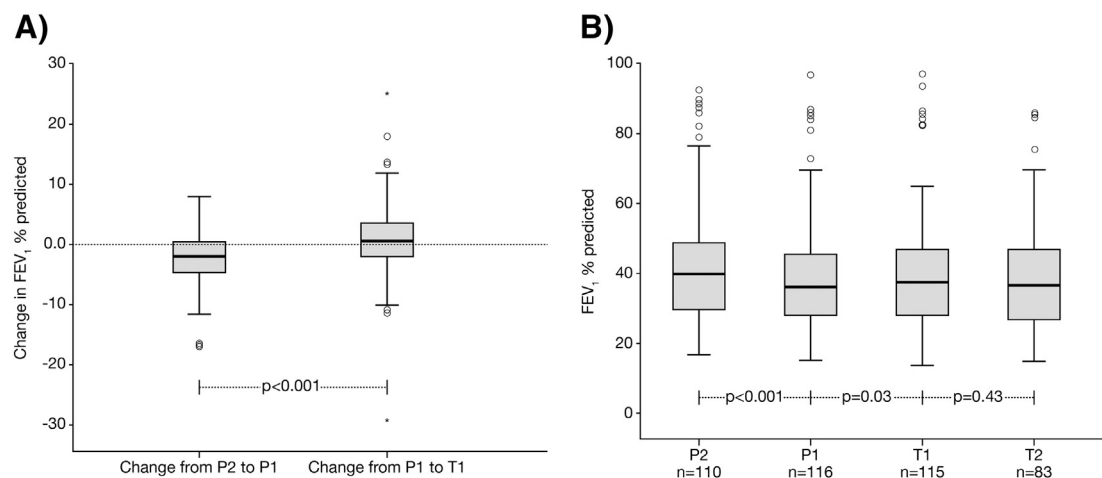 A)
30
20
10
0.0
-10
-20
-30
Change in FEV1 % predicted
p<0.001
Change from P2 to P1
Change from P1 to T1
B)
100
80
60
40
20
0
FEV1 % predicted
p<0.001
p=0.03
p=0.43
P2
n=110
P1
n=116
T1
n=115
T2
n=83